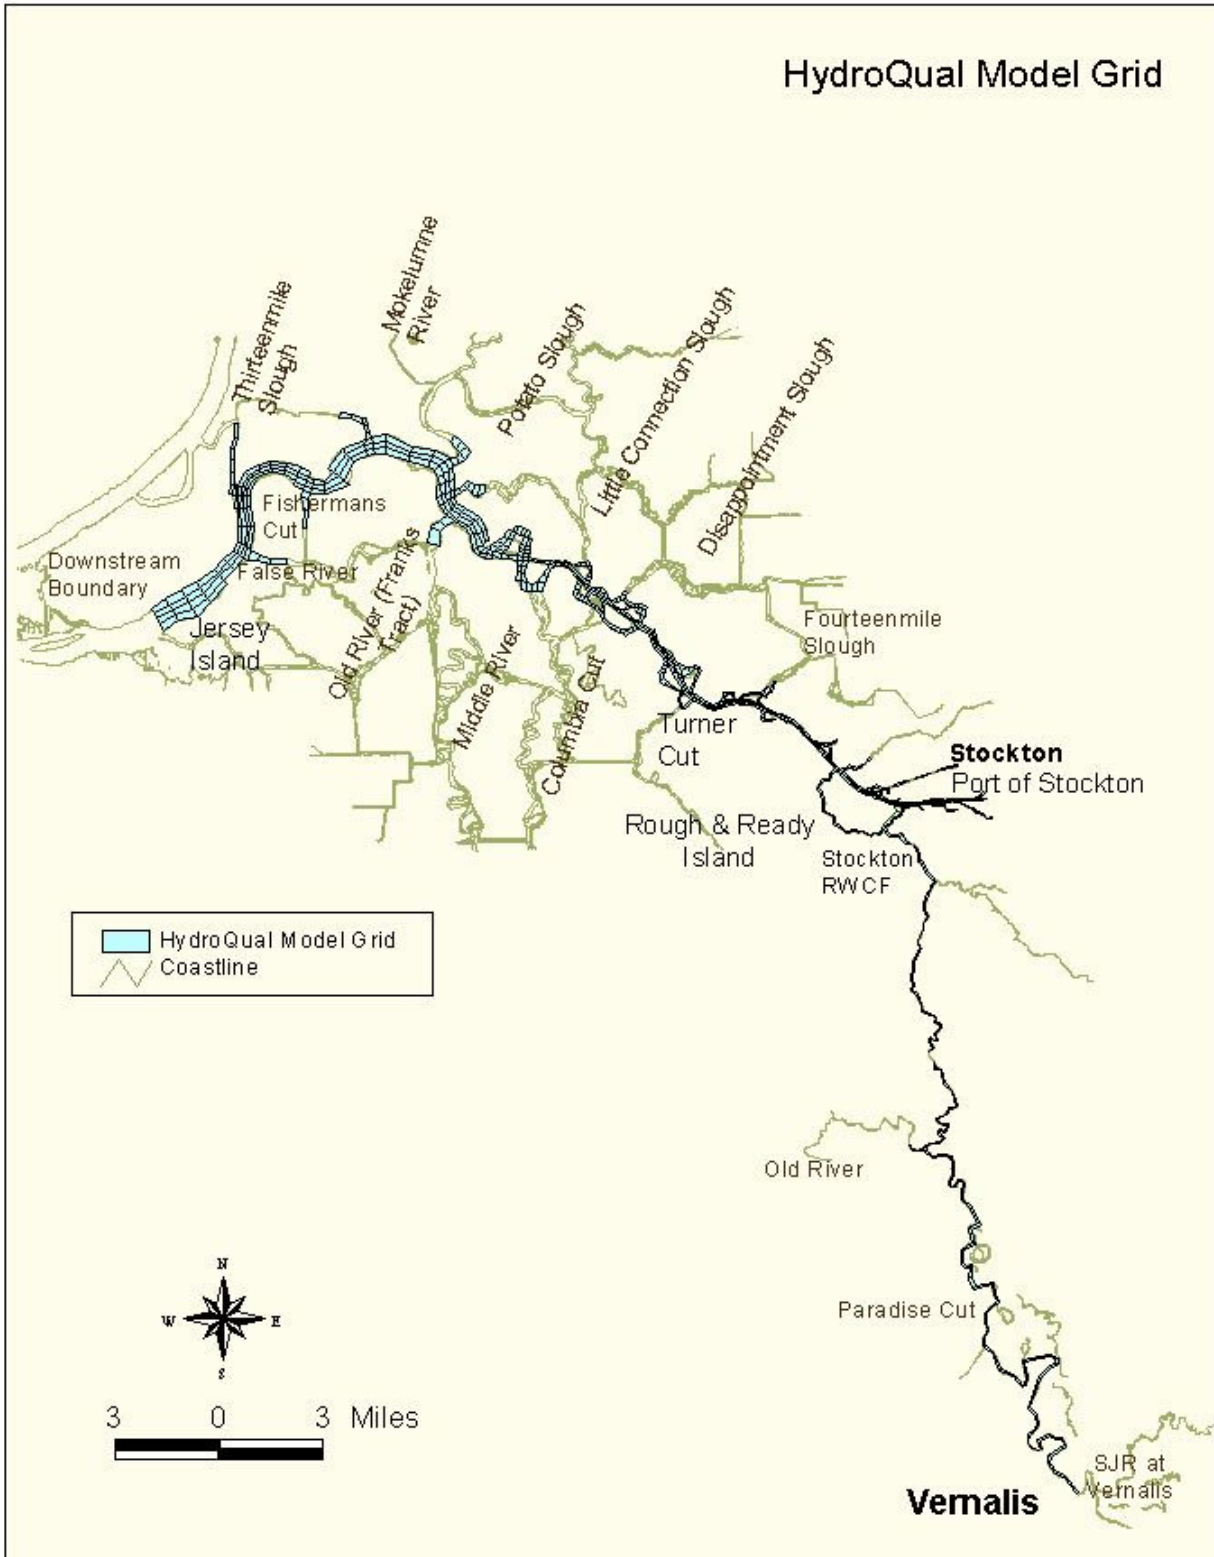 HydroQual Model Grid
Mokelumne
River
Thirteenmile
Slough
Potato Slough
Little Connection Slough
Disappointment Slough
Fishermans
Cut
Downstream
Boundary
False River
Jersey
Island
Old River (Franks
Tract)
Middle River
Columbia Cut
Fourteenmile
Slough
Turner
Cut
Stockton
Port of Stockton
Rough & Ready
Island
Stockton
RWCF
HydroQual Model Grid
Coastline
Old River
N
W E
S
Paradise Cut
3 0 3 Miles
SJR at
Vernalis
Vernalis